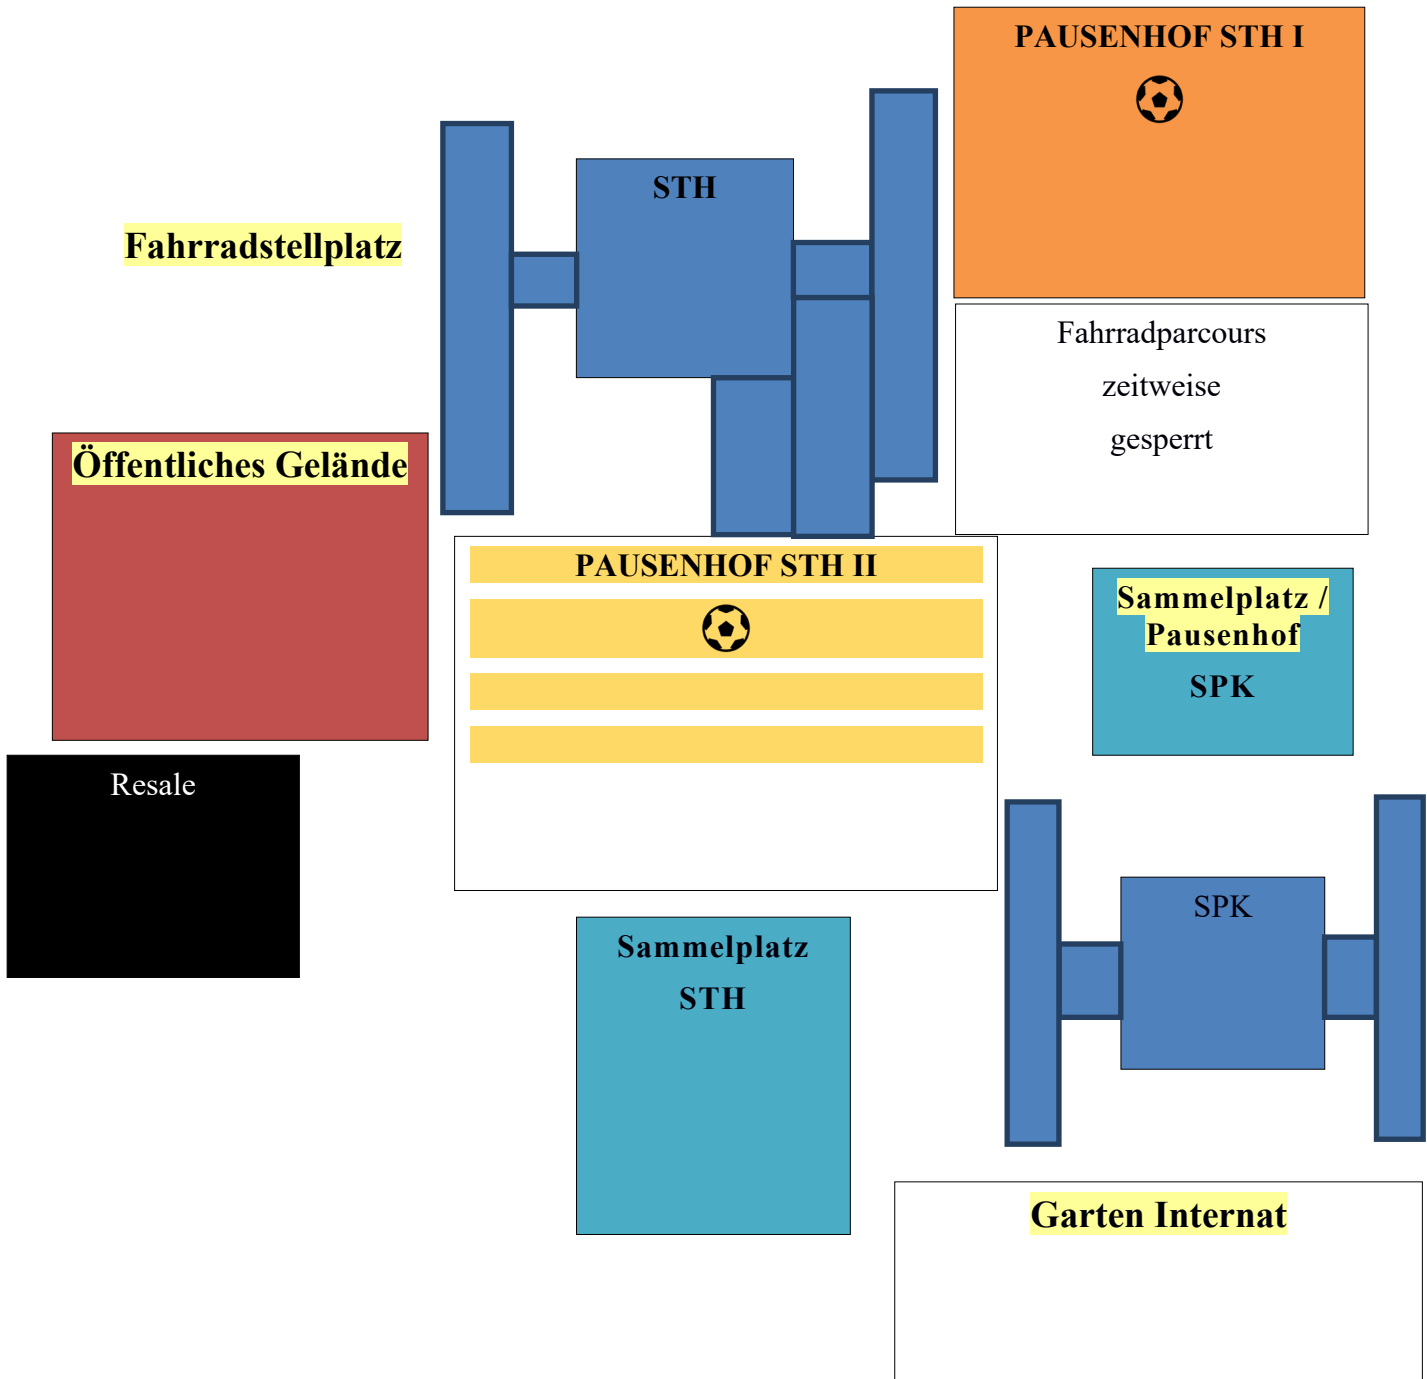 PAUSENHOF STH I
STH
Fahrradstellplatz
Fahrradparcours
zeitweise
gesperrt
Öffentliches Gelände
PAUSENHOF STH II
Sammelplatz /
Pausenhof
SPK
Resale
SPK
Sammelplatz
STH
Garten Internat